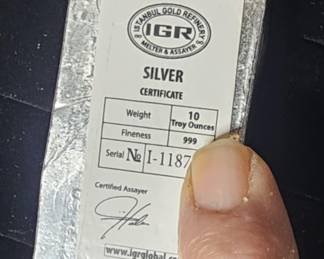 ISTANBUL GOLD REFINERY
IGR
MELTER & ASSAYER
SILVER
CERTIFICATE
Weight 10 Troy Ounces
Fineness 999
Serial № I-1187
Certified Assayer
www.igrglobal.co